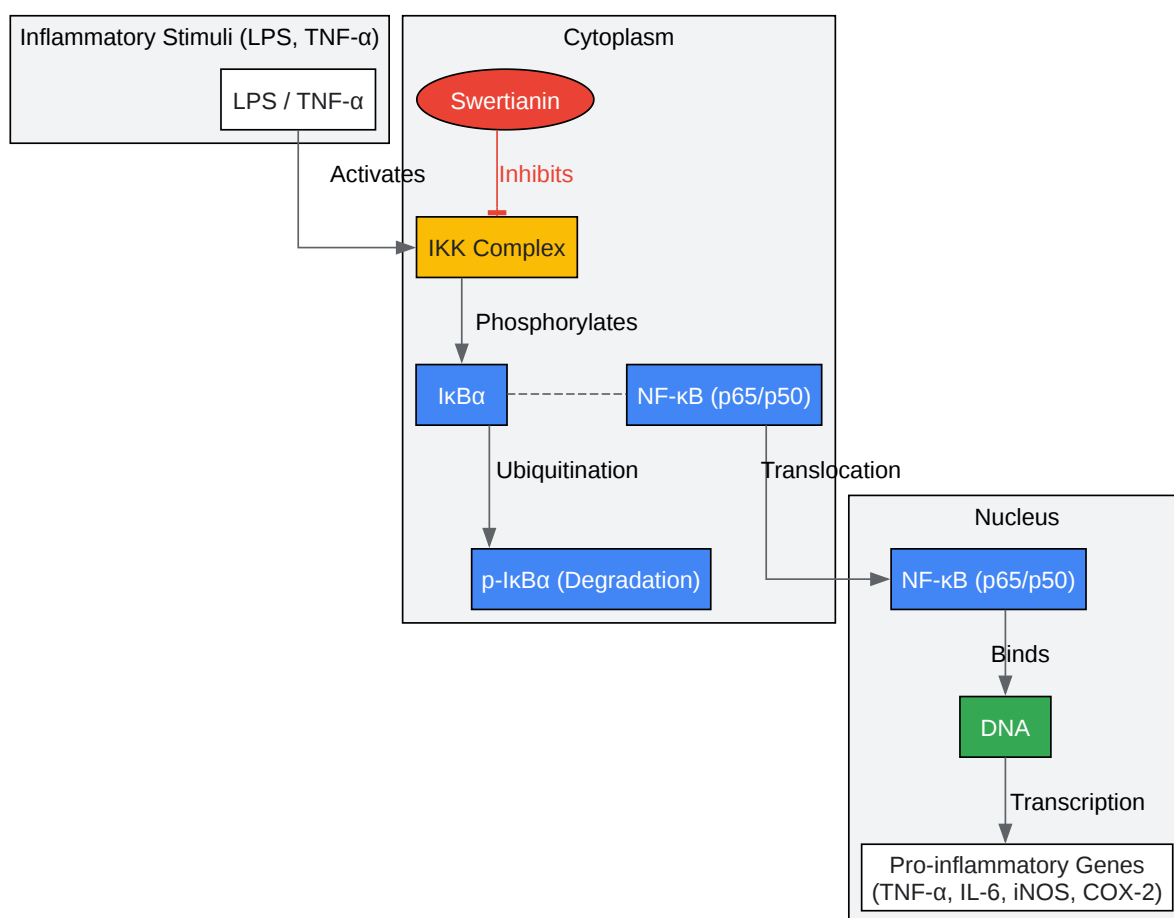 Inflammatory Stimuli (LPS, TNF-α)
LPS / TNF-α
Cytoplasm
Swertianin
Activates
Inhibits
IKK Complex
Phosphorylates
IκBα
NF-κB (p65/p50)
Ubiquitination
Translocation
p-IκBα (Degradation)
Nucleus
NF-κB (p65/p50)
Binds
DNA
Transcription
Pro-inflammatory Genes
(TNF-α, IL-6, iNOS, COX-2)